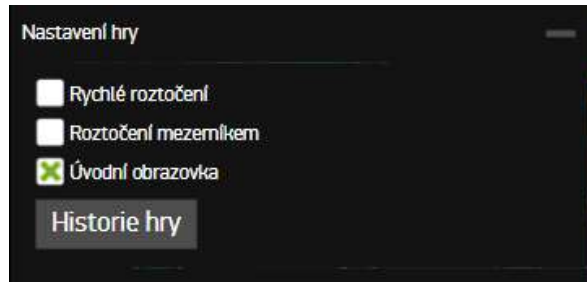 Nastavení hry
Rychlé roztočení
Roztočení mezerníkem
Úvodní obrazovka
Historie hry